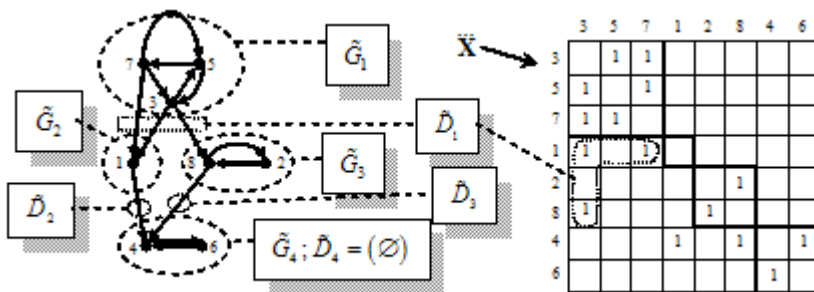 7 5
3
1 8 2
4 6
G̃₁
G̃₂
D̃₁
G̃₃
D̃₂
D̃₃
G̃₄; D̃₄ = (∅)
X⃛
3 5 7 1 2 8 4 6
3 1 1
5 1 1
7 1 1
1 1 1
2 1
8 1 1
4 1 1 1
6 1